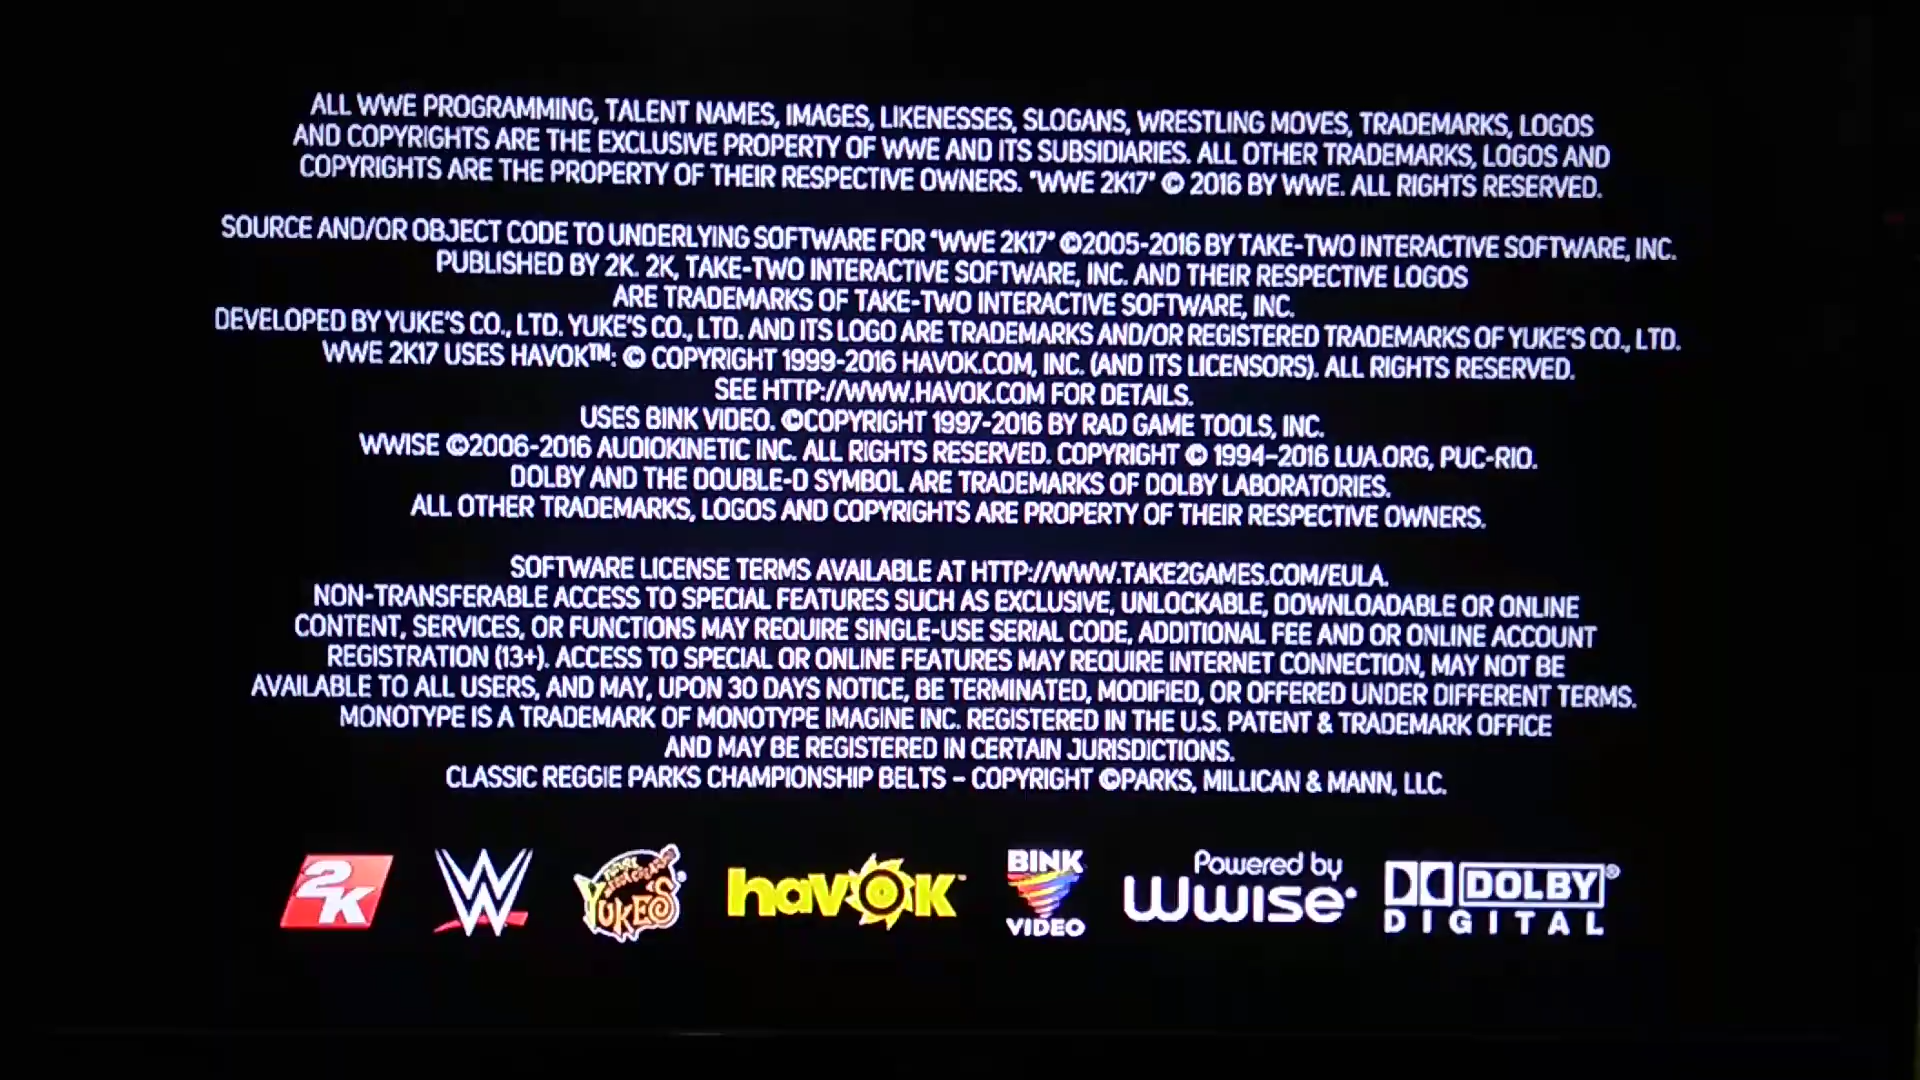 ALL WWE PROGRAMMING, TALENT NAMES, IMAGES, LIKENESSES, SLOGANS, WRESTLING MOVES, TRADEMARKS, LOGOS
AND COPYRIGHTS ARE THE EXCLUSIVE PROPERTY OF WWE AND ITS SUBSIDIARIES. ALL OTHER TRADEMARKS, LOGOS AND
COPYRIGHTS ARE THE PROPERTY OF THEIR RESPECTIVE OWNERS. "WWE 2K17" © 2016 BY WWE. ALL RIGHTS RESERVED.
SOURCE AND/OR OBJECT CODE TO UNDERLYING SOFTWARE FOR "WWE 2K17" ©2005-2016 BY TAKE-TWO INTERACTIVE SOFTWARE, INC.
PUBLISHED BY 2K. 2K, TAKE-TWO INTERACTIVE SOFTWARE, INC. AND THEIR RESPECTIVE LOGOS
ARE TRADEMARKS OF TAKE-TWO INTERACTIVE SOFTWARE, INC.
DEVELOPED BY YUKE'S CO., LTD. YUKE'S CO., LTD. AND ITS LOGO ARE TRADEMARKS AND/OR REGISTERED TRADEMARKS OF YUKE'S CO., LTD.
WWE 2K17 USES HAVOK™: © COPYRIGHT 1999-2016 HAVOK.COM, INC. (AND ITS LICENSORS). ALL RIGHTS RESERVED.
SEE HTTP://WWW.HAVOK.COM FOR DETAILS.
USES BINK VIDEO. ©COPYRIGHT 1997-2016 BY RAD GAME TOOLS, INC.
WWISE ©2006-2016 AUDIOKINETIC INC. ALL RIGHTS RESERVED. COPYRIGHT © 1994-2016 LUA.ORG, PUC-RIO.
DOLBY AND THE DOUBLE-D SYMBOL ARE TRADEMARKS OF DOLBY LABORATORIES.
ALL OTHER TRADEMARKS, LOGOS AND COPYRIGHTS ARE PROPERTY OF THEIR RESPECTIVE OWNERS.
SOFTWARE LICENSE TERMS AVAILABLE AT HTTP://WWW.TAKE2GAMES.COM/EULA.
NON-TRANSFERABLE ACCESS TO SPECIAL FEATURES SUCH AS EXCLUSIVE, UNLOCKABLE, DOWNLOADABLE OR ONLINE
CONTENT, SERVICES, OR FUNCTIONS MAY REQUIRE SINGLE-USE SERIAL CODE, ADDITIONAL FEE AND OR ONLINE ACCOUNT
REGISTRATION (13+). ACCESS TO SPECIAL OR ONLINE FEATURES MAY REQUIRE INTERNET CONNECTION, MAY NOT BE
AVAILABLE TO ALL USERS, AND MAY, UPON 30 DAYS NOTICE, BE TERMINATED, MODIFIED, OR OFFERED UNDER DIFFERENT TERMS.
MONOTYPE IS A TRADEMARK OF MONOTYPE IMAGINE INC. REGISTERED IN THE U.S. PATENT & TRADEMARK OFFICE
AND MAY BE REGISTERED IN CERTAIN JURISDICTIONS.
CLASSIC REGGIE PARKS CHAMPIONSHIP BELTS – COPYRIGHT ©PARKS, MILLICAN & MANN, LLC.
2K
W
YUKE'S®
havok™
BINK VIDEO
Powered by
Wwise
DOLBY®
DIGITAL